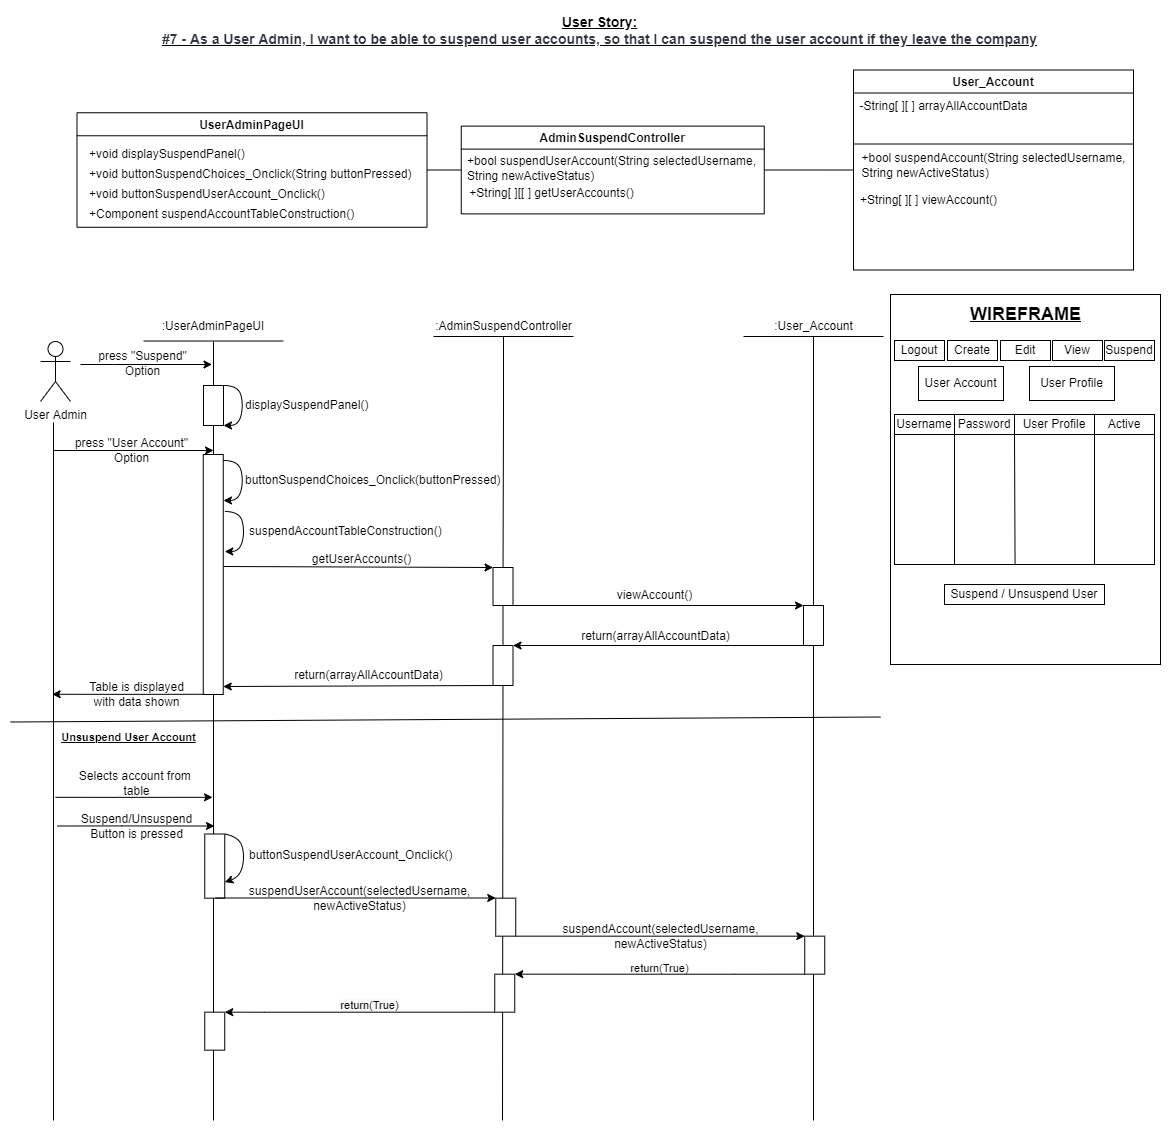 User Story:
#7 - As a User Admin, I want to be able to suspend user accounts, so that I can suspend the user account if they leave the company
UserAdminPageUI
+void displaySuspendPanel()
+void buttonSuspendChoices_Onclick(String buttonPressed)
+void buttonSuspendUserAccount_Onclick()
+Component suspendAccountTableConstruction()
AdminSuspendController
+bool suspendUserAccount(String selectedUsername,
String newActiveStatus)
+String[ ][[ ] getUserAccounts()
User_Account
-String[ ][ ] arrayAllAccountData
+bool suspendAccount(String selectedUsername,
String newActiveStatus)
+String[ ][ ] viewAccount()
:UserAdminPageUI
:AdminSuspendController
:User_Account
press "Suspend"
Option
User Admin
displaySuspendPanel()
press "User Account"
Option
buttonSuspendChoices_Onclick(buttonPressed)
suspendAccountTableConstruction()
getUserAccounts()
viewAccount()
return(arrayAllAccountData)
return(arrayAllAccountData)
Table is displayed
with data shown
WIREFRAME
Logout Create Edit View Suspend
User Account User Profile
Username Password User Profile Active
Suspend / Unsuspend User
Unsuspend User Account
Selects account from
table
Suspend/Unsuspend
Button is pressed
buttonSuspendUserAccount_Onclick()
suspendUserAccount(selectedUsername,
newActiveStatus)
suspendAccount(selectedUsername,
newActiveStatus)
return(True)
return(True)